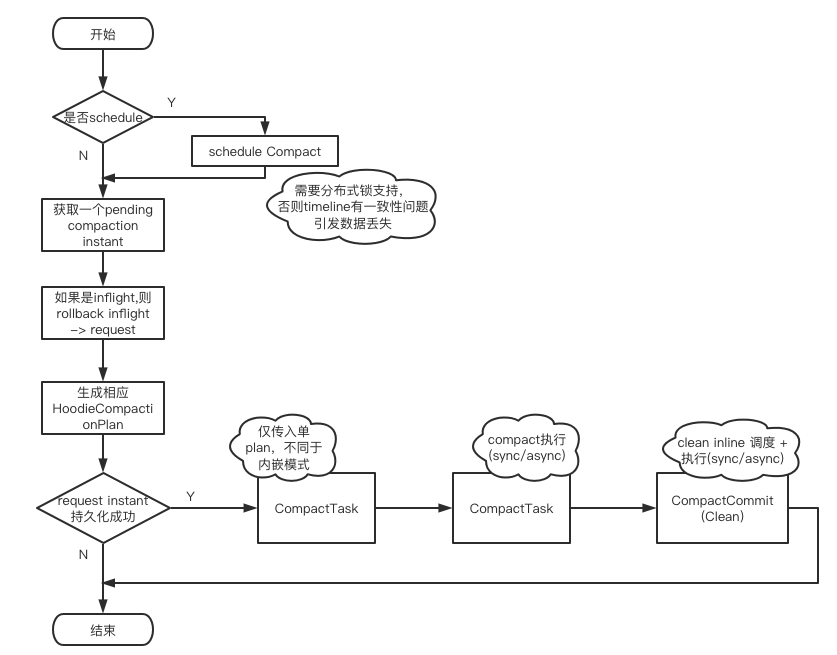 开始
是否schedule
Y
N
schedule Compact
需要分布式锁支持，
否则timeline有一致性问题
引发数据丢失
获取一个pending
compaction
instant
如果是inflight,则
rollback inflight
-> request
生成相应
HoodieCompacti
onPlan
request instant
持久化成功
Y
N
仅传入单
plan，不同于
内嵌模式
CompactTask
compact执行
(sync/async)
CompactTask
clean inline 调度 +
执行(sync/async)
CompactCommit
(Clean)
结束